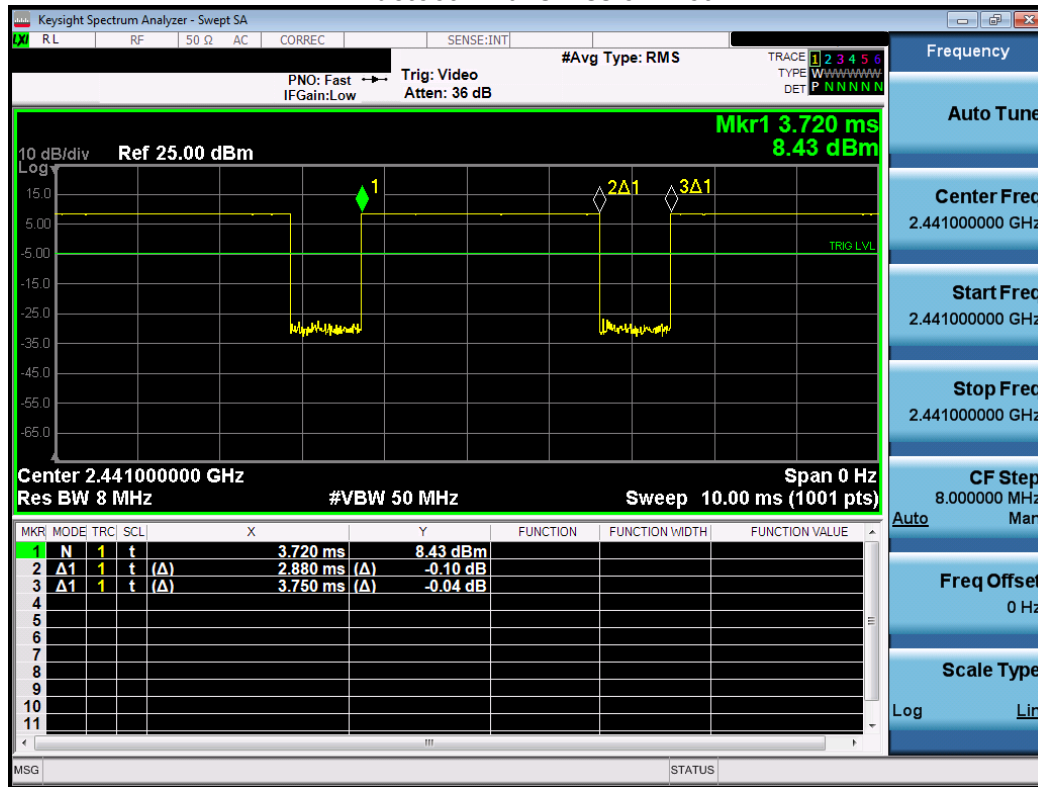 Keysight Spectrum Analyzer - Swept SA
LXI RL RF 50 Ω AC CORREC SENSE:INT
#Avg Type: RMS
TRACE 1 2 3 4 5 6
PNO: Fast Trig: Video TYPE WWWWWW
IFGain:Low Atten: 36 dB DET P N N N N N
Mkr1 3.720 ms
8.43 dBm
10 dB/div Ref 25.00 dBm
Log
15.0
5.00
-5.00
-15.0
-25.0
-35.0
-45.0
-55.0
-65.0
1
2Δ1
3Δ1
TRIG LVL
Center 2.441000000 GHz Span 0 Hz
Res BW 8 MHz #VBW 50 MHz Sweep 10.00 ms (1001 pts)
MKR MODE TRC SCL X Y FUNCTION FUNCTION WIDTH FUNCTION VALUE
1 N 1 t 3.720 ms 8.43 dBm
2 Δ1 1 t (Δ) 2.880 ms (Δ) -0.10 dB
3 Δ1 1 t (Δ) 3.750 ms (Δ) -0.04 dB
4
5
6
7
8
9
10
11
MSG STATUS
Frequency
Auto Tune
Center Freq
2.441000000 GHz
Start Freq
2.441000000 GHz
Stop Freq
2.441000000 GHz
CF Step
8.000000 MHz
Auto Man
Freq Offset
0 Hz
Scale Type
Log Lin